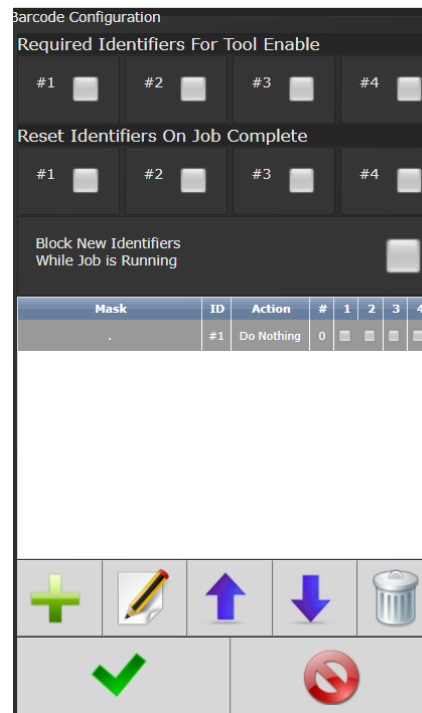 Barcode Configuration
Required Identifiers For Tool Enable
#1 #2 #3 #4
Reset Identifiers On Job Complete
#1 #2 #3 #4
Block New Identifiers
While Job is Running
Mask ID Action # 1 2 3 4
. #1 Do Nothing 0